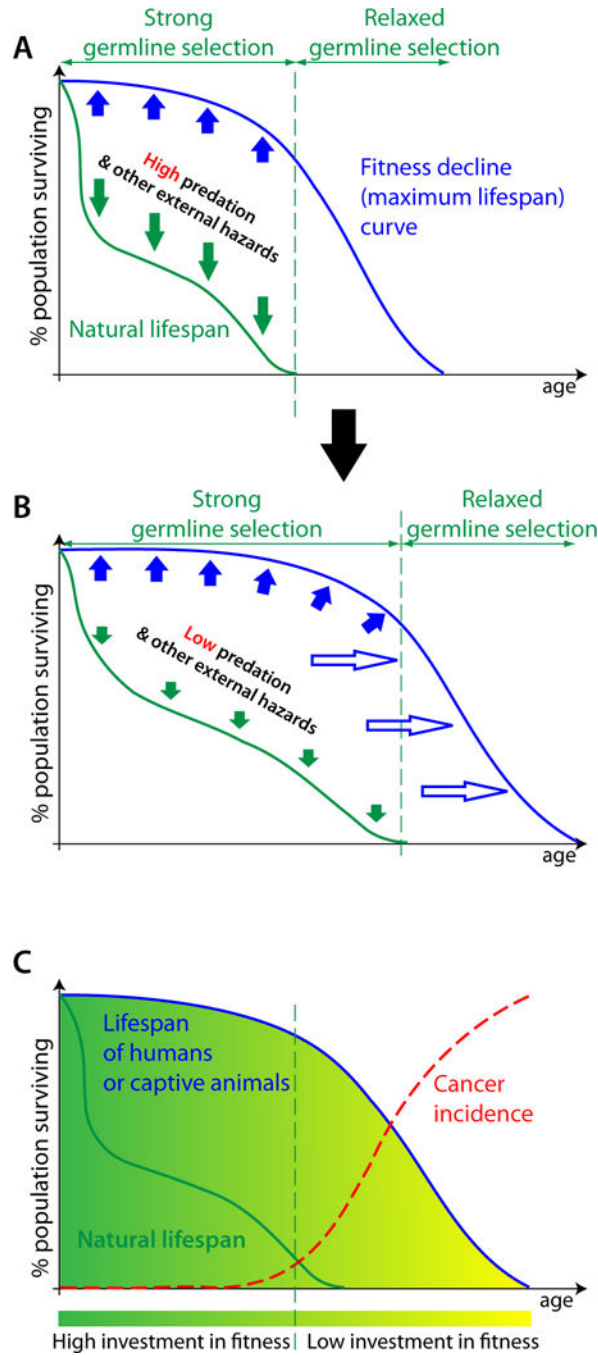 Strong
germline selection
Relaxed
germline selection
A
% population surviving
High predation
& other external hazards
Fitness decline
(maximum lifespan)
curve
Natural lifespan
age
Strong
germline selection
Relaxed
germline selection
B
% population surviving
Low predation
& other external hazards
age
C
% population surviving
Lifespan
of humans
or captive animals
Cancer
incidence
Natural lifespan
age
High investment in fitness
Low investment in fitness